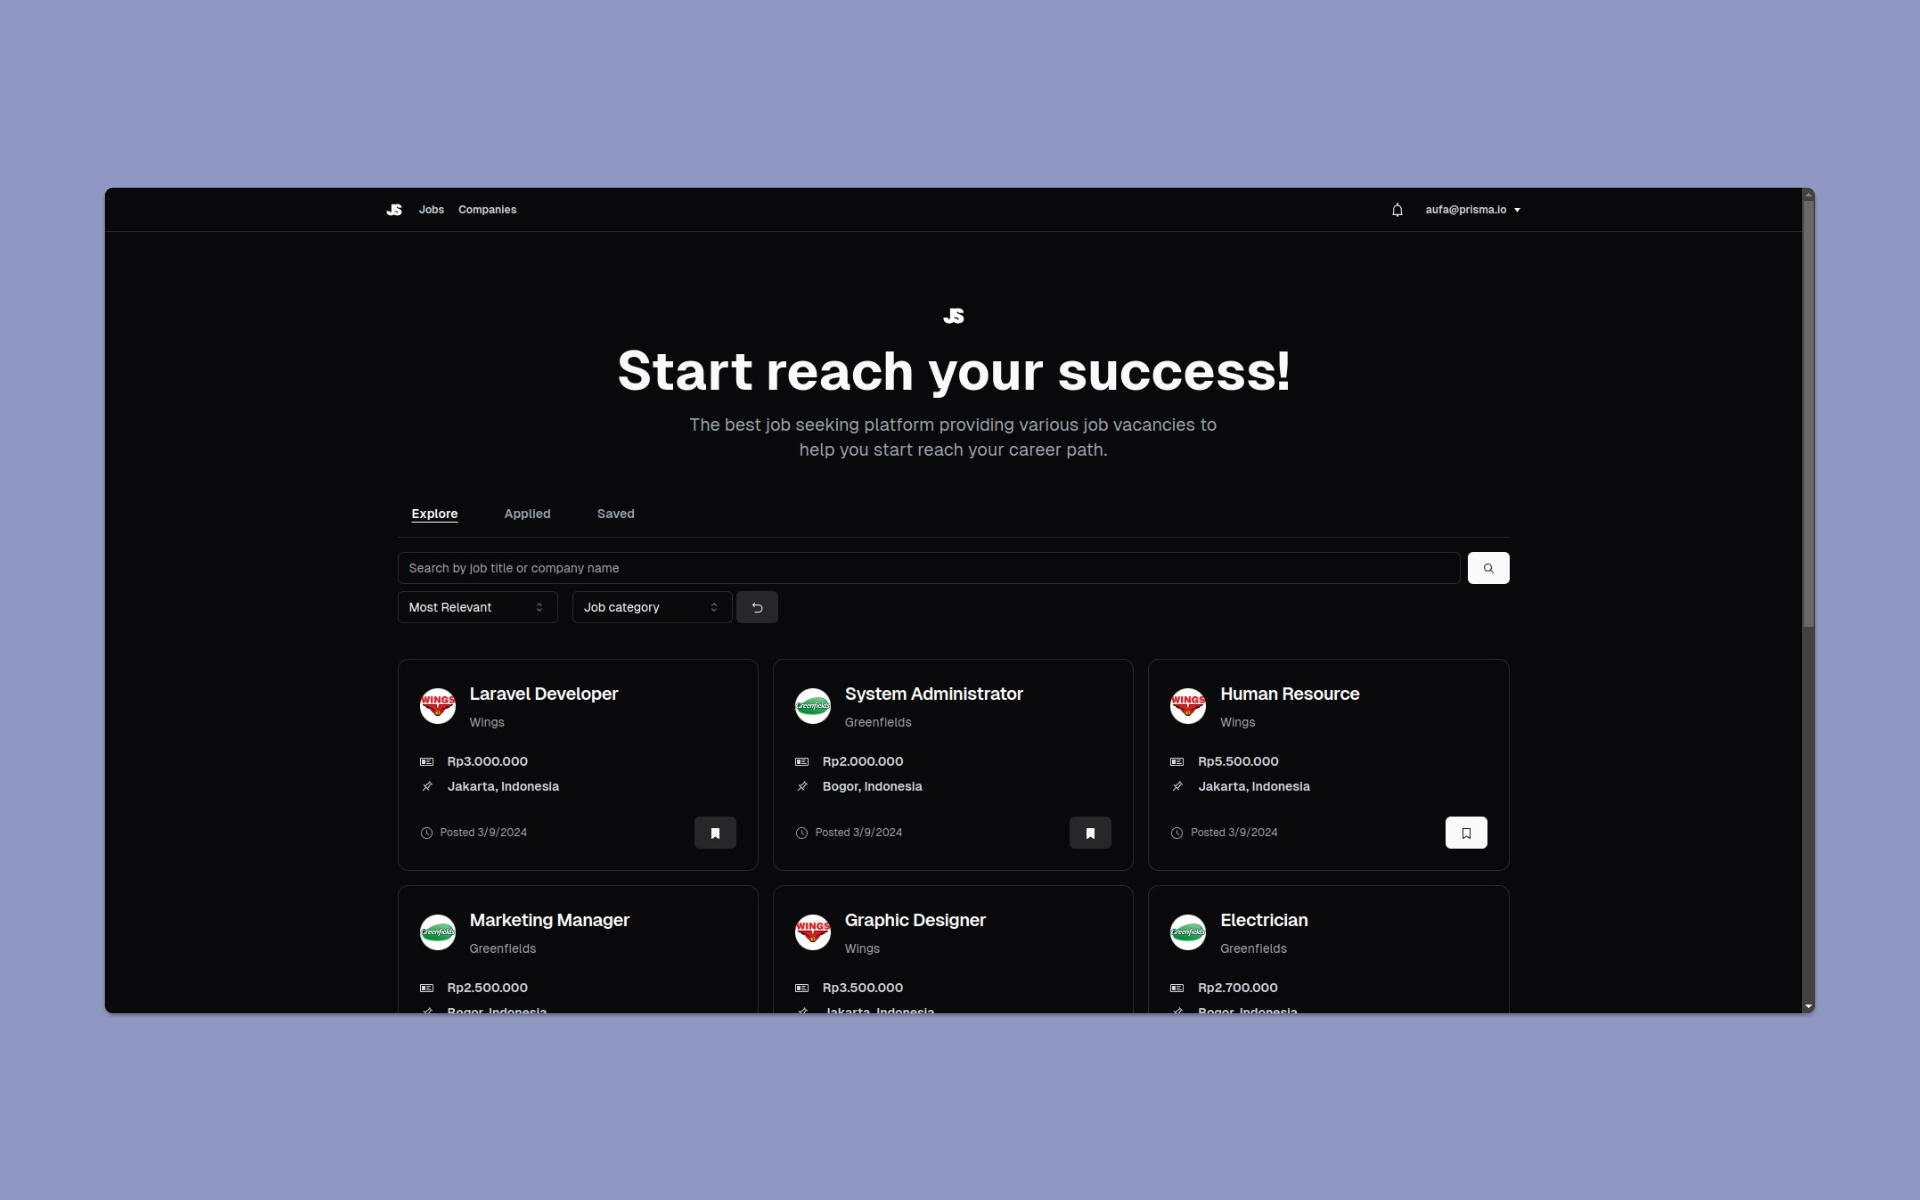 JS Jobs Companies aufa@prisma.io
JS
Start reach your success!
The best job seeking platform providing various job vacancies to
help you start reach your career path.
Explore Applied Saved
Search by job title or company name
Most Relevant Job category
WINGS Laravel Developer
Wings
Rp3.000.000
Jakarta, Indonesia
Posted 3/9/2024
Greenfields System Administrator
Greenfields
Rp2.000.000
Bogor, Indonesia
Posted 3/9/2024
WINGS Human Resource
Wings
Rp5.500.000
Jakarta, Indonesia
Posted 3/9/2024
Greenfields Marketing Manager
Greenfields
Rp2.500.000
Bogor, Indonesia
WINGS Graphic Designer
Wings
Rp3.500.000
Jakarta, Indonesia
Greenfields Electrician
Greenfields
Rp2.700.000
Bogor, Indonesia